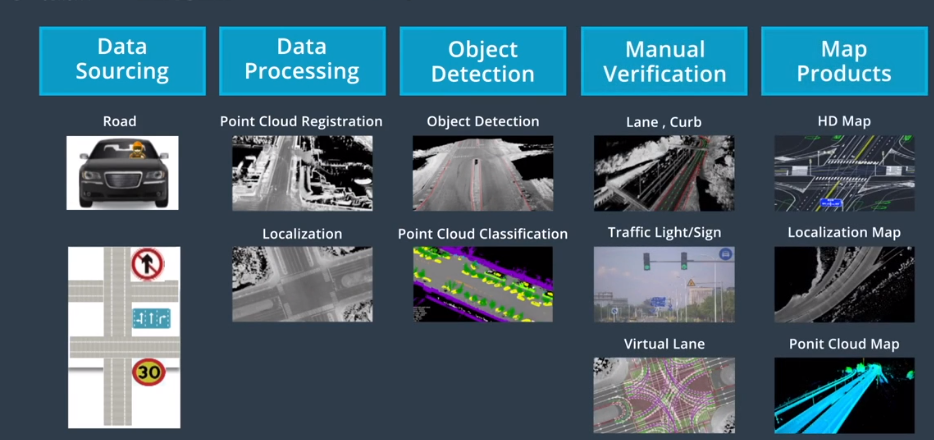 Data
Sourcing
Data
Processing
Object
Detection
Manual
Verification
Map
Products
Road
Point Cloud Registration
Object Detection
Lane , Curb
HD Map
Localization
Point Cloud Classification
Traffic Light/Sign
Localization Map
30
Virtual Lane
Ponit Cloud Map